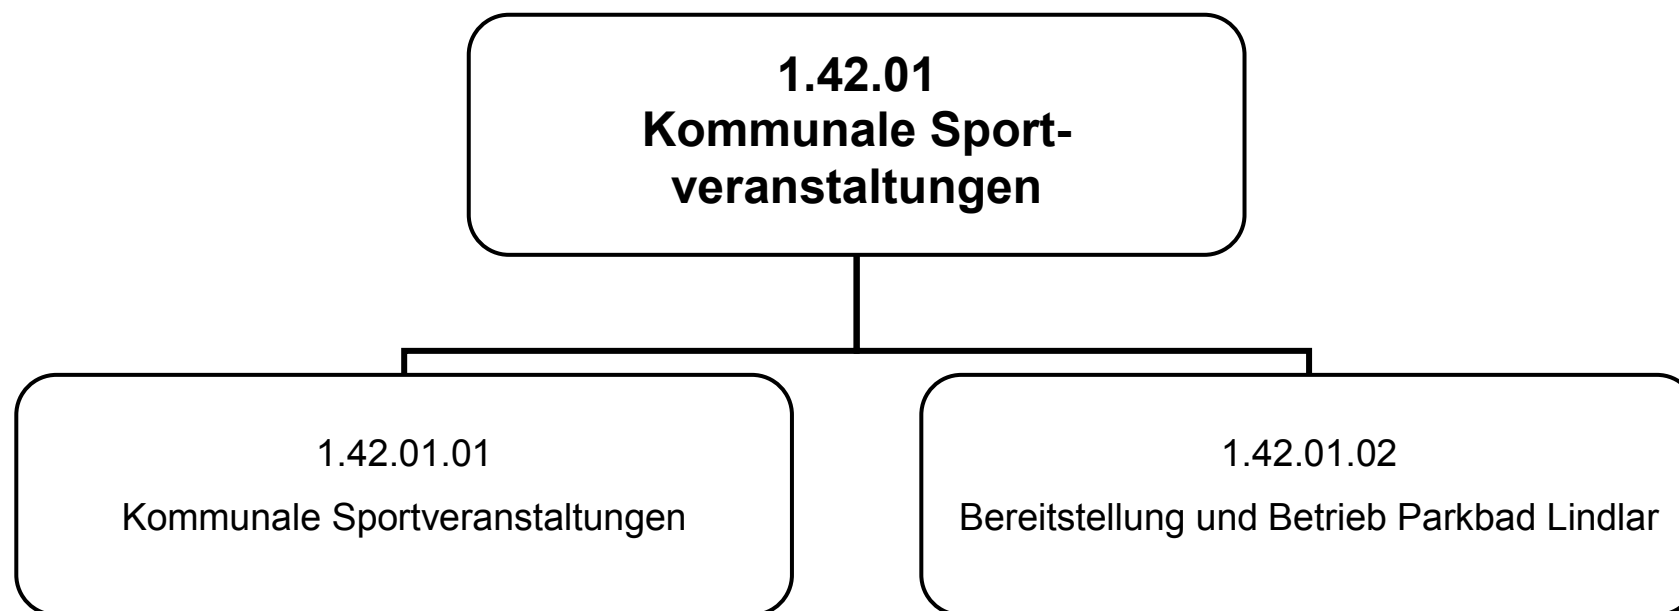 1.42.01
Kommunale Sport-
veranstaltungen
1.42.01.01
Kommunale Sportveranstaltungen
1.42.01.02
Bereitstellung und Betrieb Parkbad Lindlar